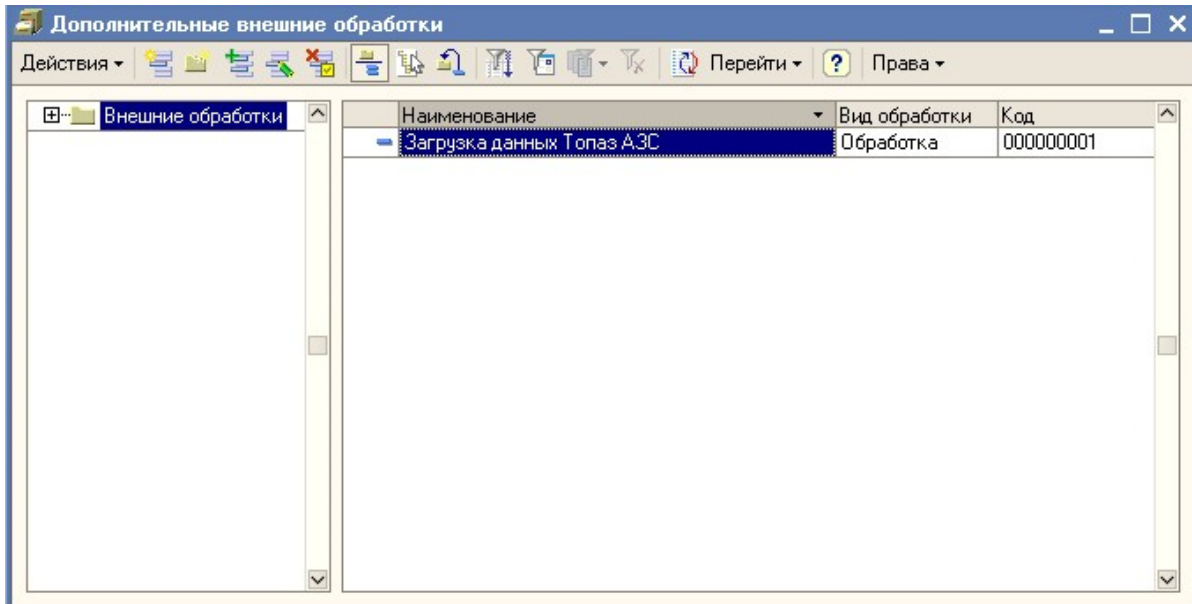 Дополнительные внешние обработки
Действия Перейти ? Права
Внешние обработки Наименование Вид обработки Код
Загрузка данных Топаз АЗС Обработка 000000001